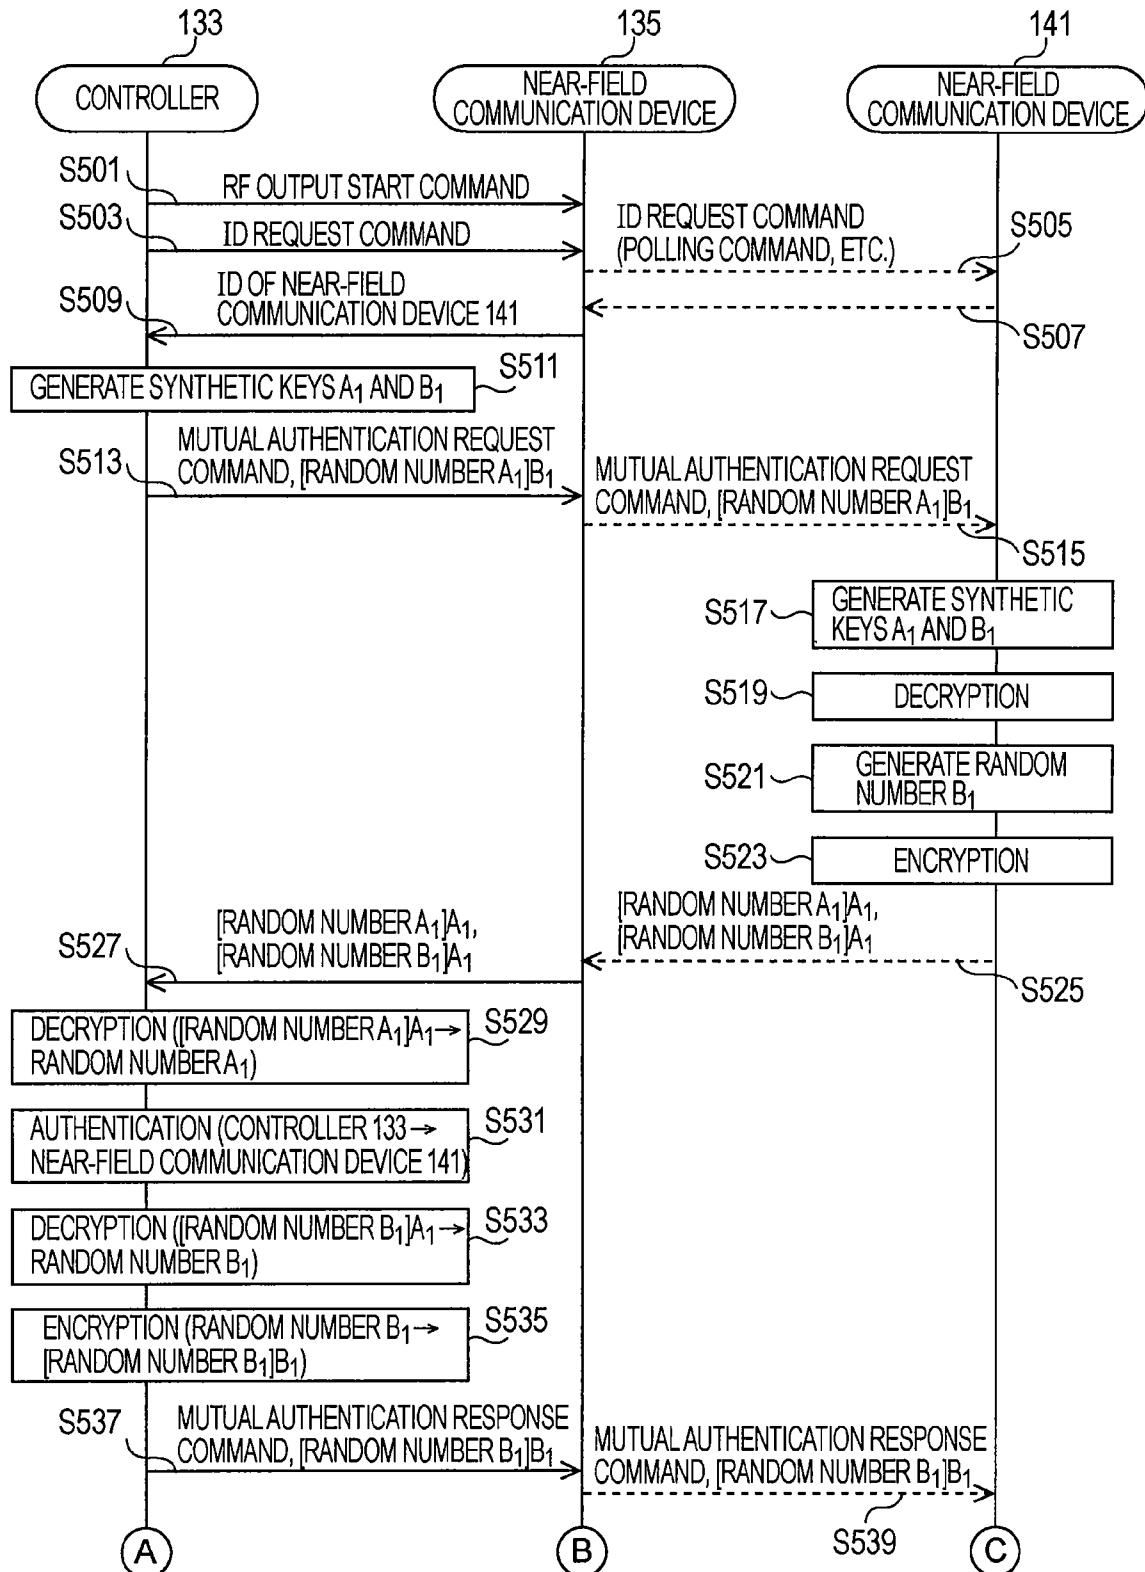 133
135
141
CONTROLLER
NEAR-FIELD
COMMUNICATION DEVICE
NEAR-FIELD
COMMUNICATION DEVICE
S501
RF OUTPUT START COMMAND
S503
ID REQUEST COMMAND
ID REQUEST COMMAND
(POLLING COMMAND, ETC.)
S505
S509
ID OF NEAR-FIELD
COMMUNICATION DEVICE 141
S507
GENERATE SYNTHETIC KEYS A1 AND B1
S511
S513
MUTUAL AUTHENTICATION REQUEST
COMMAND, [RANDOM NUMBER A1]B1
MUTUAL AUTHENTICATION REQUEST
COMMAND, [RANDOM NUMBER A1]B1
S515
S517
GENERATE SYNTHETIC
KEYS A1 AND B1
S519
DECRYPTION
S521
GENERATE RANDOM
NUMBER B1
S523
ENCRYPTION
[RANDOM NUMBER A1]A1,
[RANDOM NUMBER B1]A1
S525
S527
[RANDOM NUMBER A1]A1,
[RANDOM NUMBER B1]A1
DECRYPTION ([RANDOM NUMBER A1]A1→
RANDOM NUMBER A1)
S529
AUTHENTICATION (CONTROLLER 133→
NEAR-FIELD COMMUNICATION DEVICE 141)
S531
DECRYPTION ([RANDOM NUMBER B1]A1→
RANDOM NUMBER B1)
S533
ENCRYPTION (RANDOM NUMBER B1→
[RANDOM NUMBER B1]B1)
S535
S537
MUTUAL AUTHENTICATION RESPONSE
COMMAND, [RANDOM NUMBER B1]B1
MUTUAL AUTHENTICATION RESPONSE
COMMAND, [RANDOM NUMBER B1]B1
S539
A
B
C